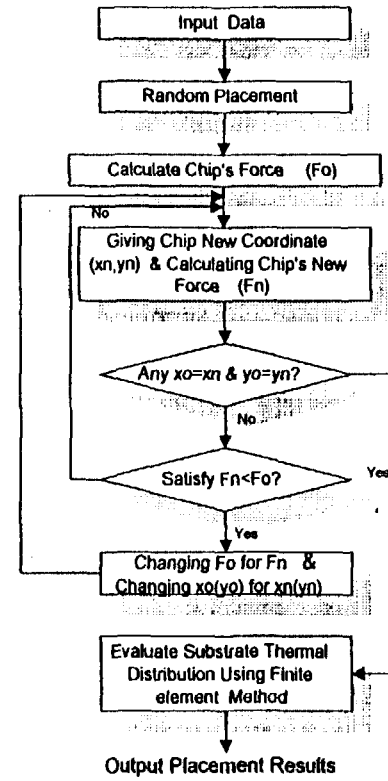 Input Data
Random Placement
Calculate Chip's Force (Fo)
No
Giving Chip New Coordinate
(xn,yn) & Calculating Chip's New
Force (Fn)
Any xo=xn & yo=yn?
No
Satisfy Fn<Fo?
Yes
Yes
Changing Fo for Fn &
Changing xo(yo) for xn(yn)
Evaluate Substrate Thermal
Distribution Using Finite
element Method
Output Placement Results